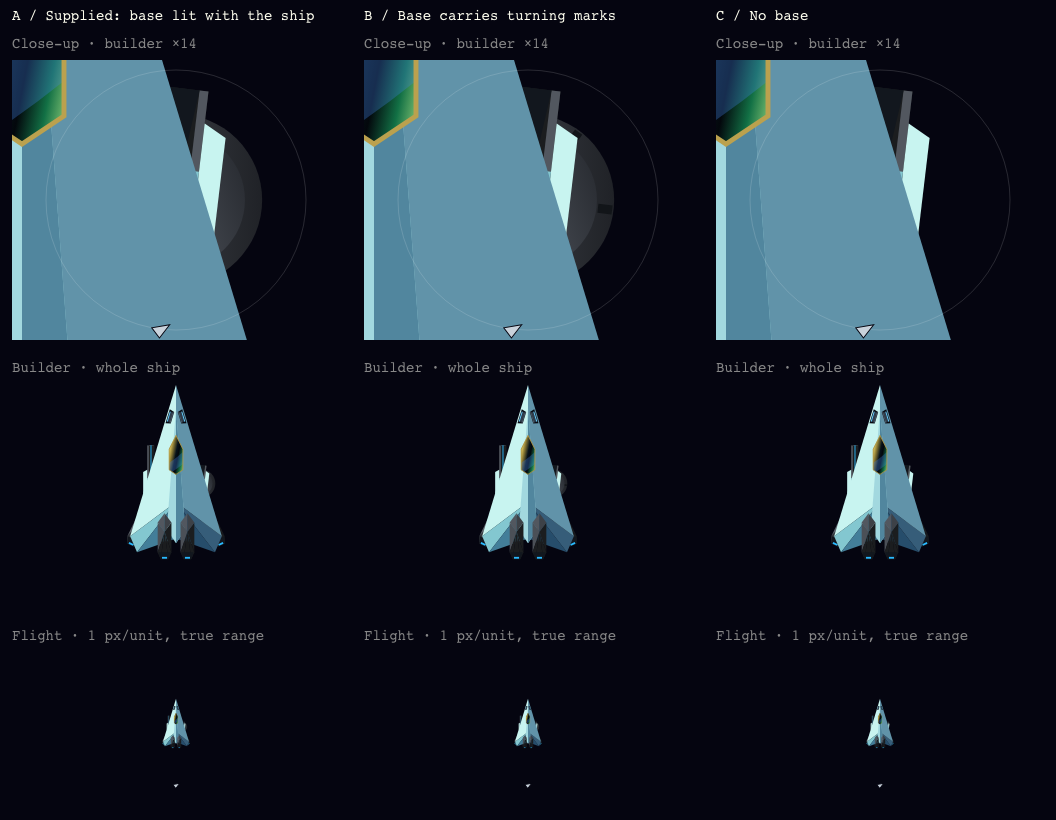 A / Supplied: base lit with the ship
B / Base carries turning marks
C / No base
Close-up · builder ×14
Close-up · builder ×14
Close-up · builder ×14
Builder · whole ship
Builder · whole ship
Builder · whole ship
Flight · 1 px/unit, true range
Flight · 1 px/unit, true range
Flight · 1 px/unit, true range